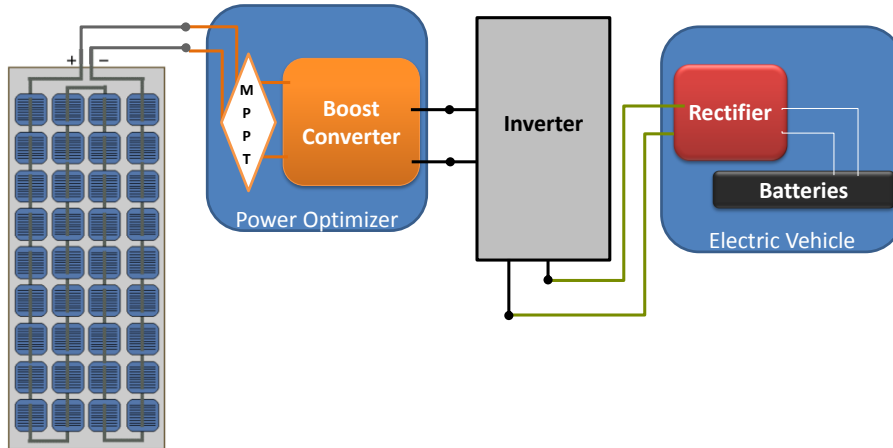 + −
M
P
P
T
Boost
Converter
Power Optimizer
Inverter
Rectifier
Batteries
Electric Vehicle